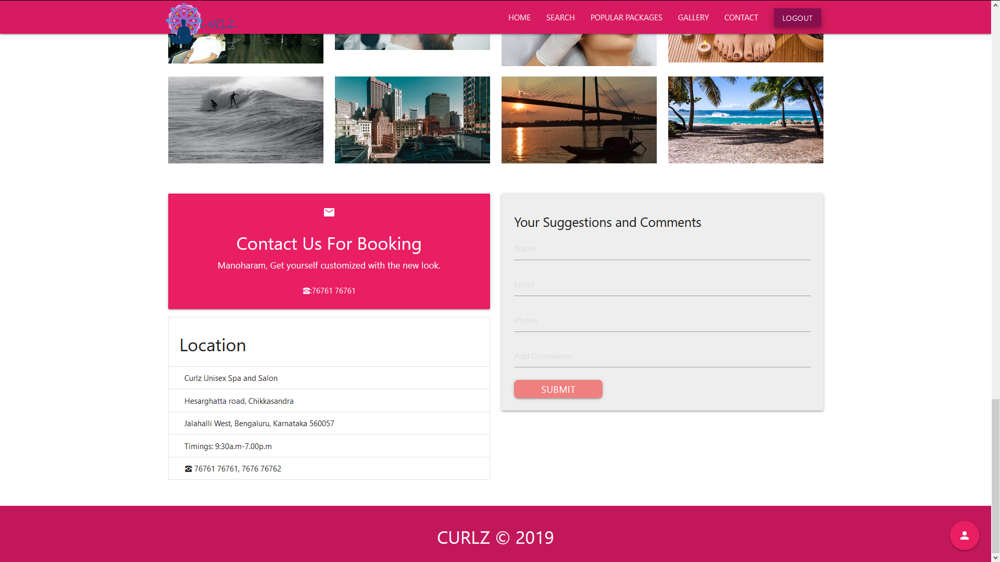 CURLZ
HOME SEARCH POPULAR PACKAGES GALLERY CONTACT LOGOUT
Contact Us For Booking
Manoharam, Get yourself customized with the new look.
☎:76761 76761
Location
Curlz Unisex Spa and Salon
Hesarghatta road, Chikkasandra
Jalahalli West, Bengaluru, Karnataka 560057
Timings: 9:30a.m-7.00p.m
☎ 76761 76761, 7676 76762
Your Suggestions and Comments
Name
Email
Phone
Add Comments
SUBMIT
CURLZ © 2019